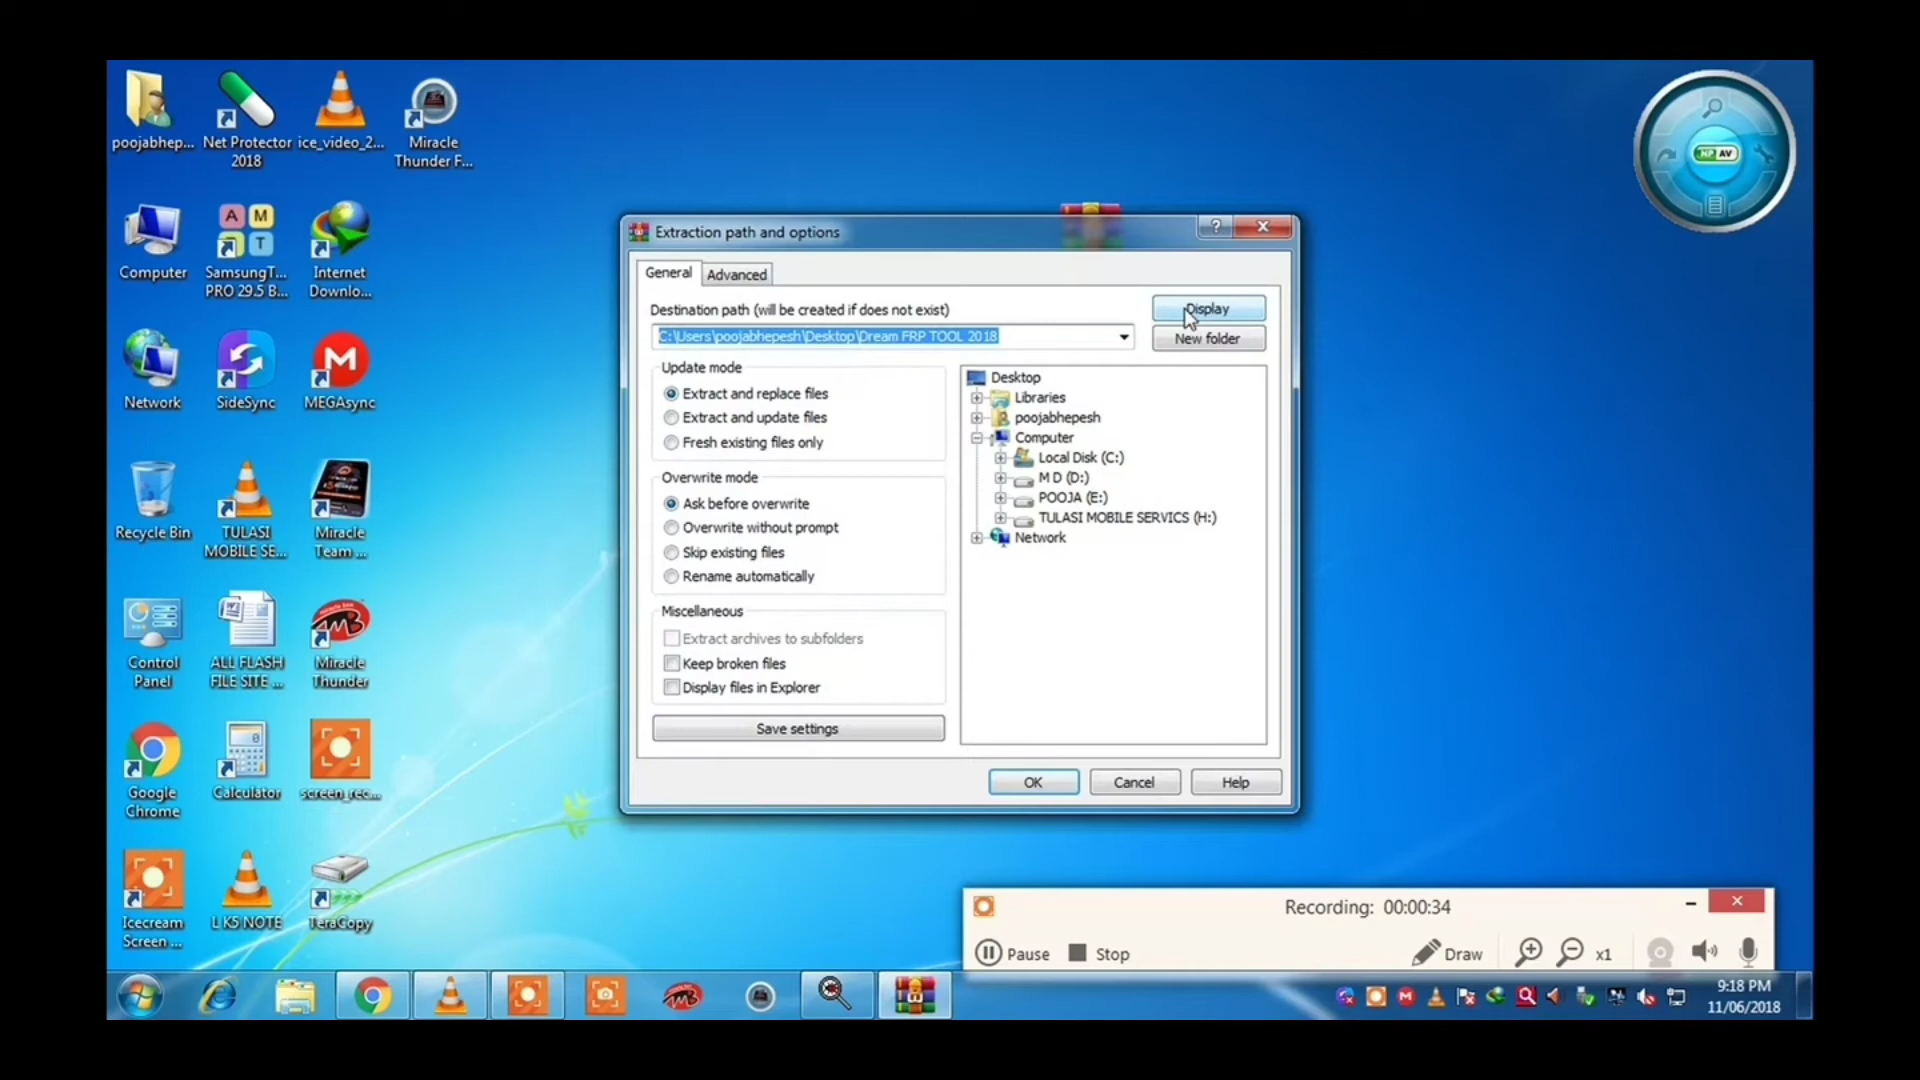 poojabhep...
Net Protector
2018
ice_video_2...
Miracle
Thunder F...
NP AV
Computer
SamsungT...
PRO 29.5 B...
Internet
Downlo...
A M
T
Network
SideSync
MEGAsync
Recycle Bin
TULASI
MOBILE SE...
Miracle
Team ...
Control
Panel
ALL FLASH
FILE SITE ...
Miracle
Thunder
Google
Chrome
Calculator
screen_rec...
Icecream
Screen ...
L K5 NOTE
TeraCopy
Extraction path and options
General
Advanced
Destination path (will be created if does not exist)
Display
C:\Users\poojabhepesh\Desktop\Dream FRP TOOL 2018
New folder
Update mode
Extract and replace files
Extract and update files
Fresh existing files only
Overwrite mode
Ask before overwrite
Overwrite without prompt
Skip existing files
Rename automatically
Miscellaneous
Extract archives to subfolders
Keep broken files
Display files in Explorer
Save settings
Desktop
Libraries
poojabhepesh
Computer
Local Disk (C:)
M D (D:)
POOJA (E:)
TULASI MOBILE SERVICS (H:)
Network
OK
Cancel
Help
Recording: 00:00:34
Pause
Stop
Draw
x1
9:18 PM
11/06/2018